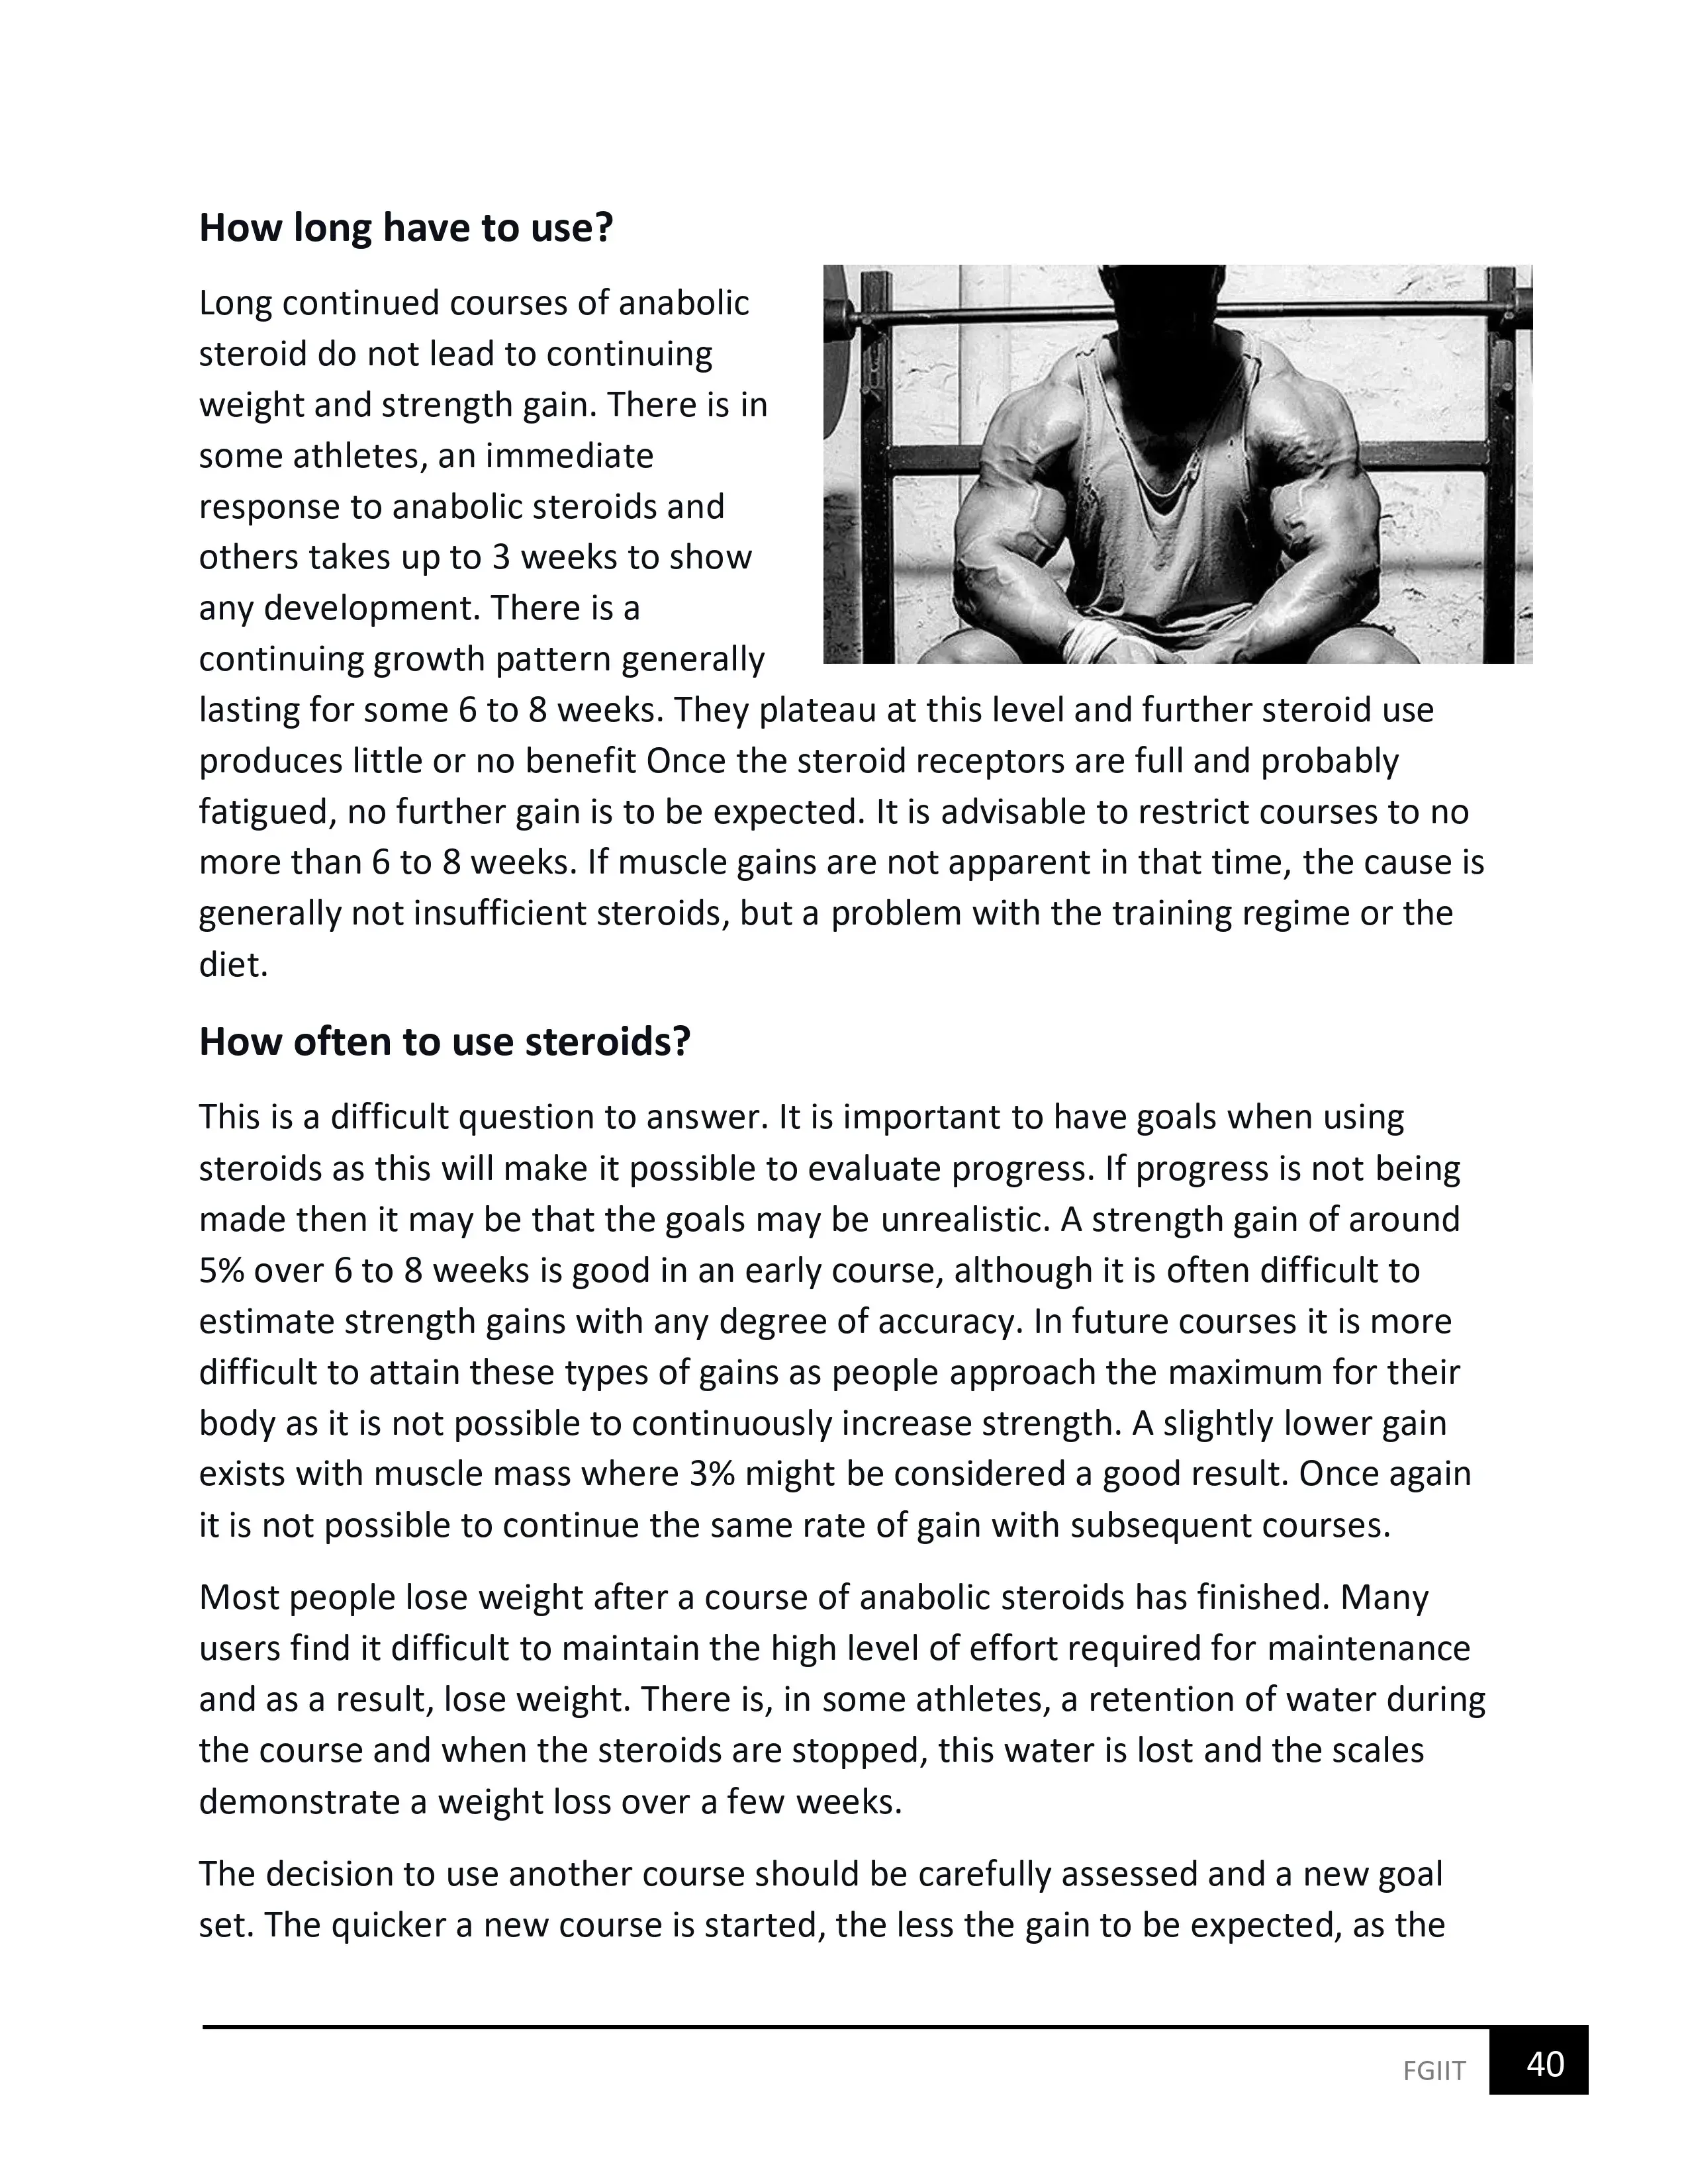 How long have to use?
Long continued courses of anabolic
steroid do not lead to continuing
weight and strength gain. There is in
some athletes, an immediate
response to anabolic steroids and
others takes up to 3 weeks to show
any development. There is a
continuing growth pattern generally
lasting for some 6 to 8 weeks. They plateau at this level and further steroid use
produces little or no benefit Once the steroid receptors are full and probably
fatigued, no further gain is to be expected. It is advisable to restrict courses to no
more than 6 to 8 weeks. If muscle gains are not apparent in that time, the cause is
generally not insufficient steroids, but a problem with the training regime or the
diet.
How often to use steroids?
This is a difficult question to answer. It is important to have goals when using
steroids as this will make it possible to evaluate progress. If progress is not being
made then it may be that the goals may be unrealistic. A strength gain of around
5% over 6 to 8 weeks is good in an early course, although it is often difficult to
estimate strength gains with any degree of accuracy. In future courses it is more
difficult to attain these types of gains as people approach the maximum for their
body as it is not possible to continuously increase strength. A slightly lower gain
exists with muscle mass where 3% might be considered a good result. Once again
it is not possible to continue the same rate of gain with subsequent courses.
Most people lose weight after a course of anabolic steroids has finished. Many
users find it difficult to maintain the high level of effort required for maintenance
and as a result, lose weight. There is, in some athletes, a retention of water during
the course and when the steroids are stopped, this water is lost and the scales
demonstrate a weight loss over a few weeks.
The decision to use another course should be carefully assessed and a new goal
set. The quicker a new course is started, the less the gain to be expected, as the
FGIIT 40